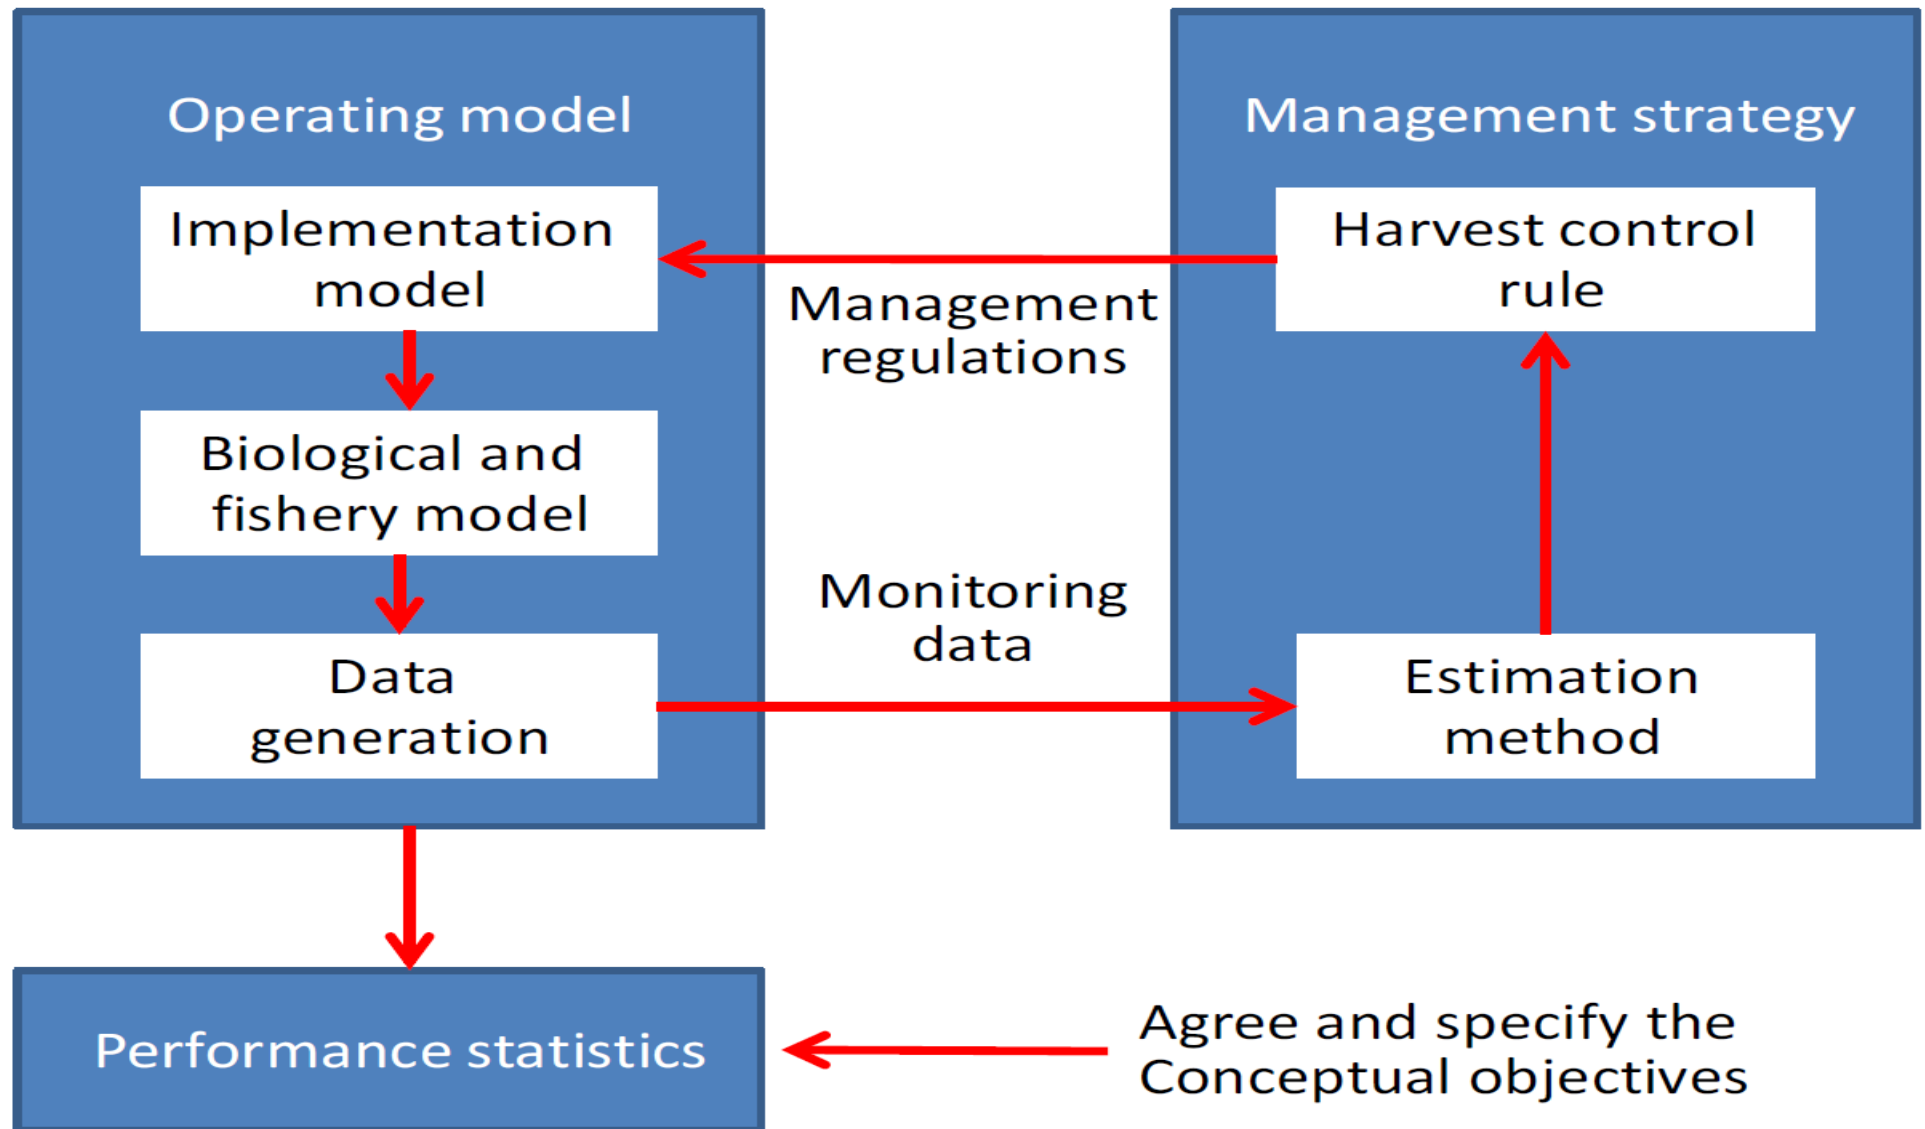 Operating model
Implementation
model
Biological and
fishery model
Data
generation
Management
regulations
Monitoring
data
Management strategy
Harvest control
rule
Estimation
method
Performance statistics
Agree and specify the
Conceptual objectives